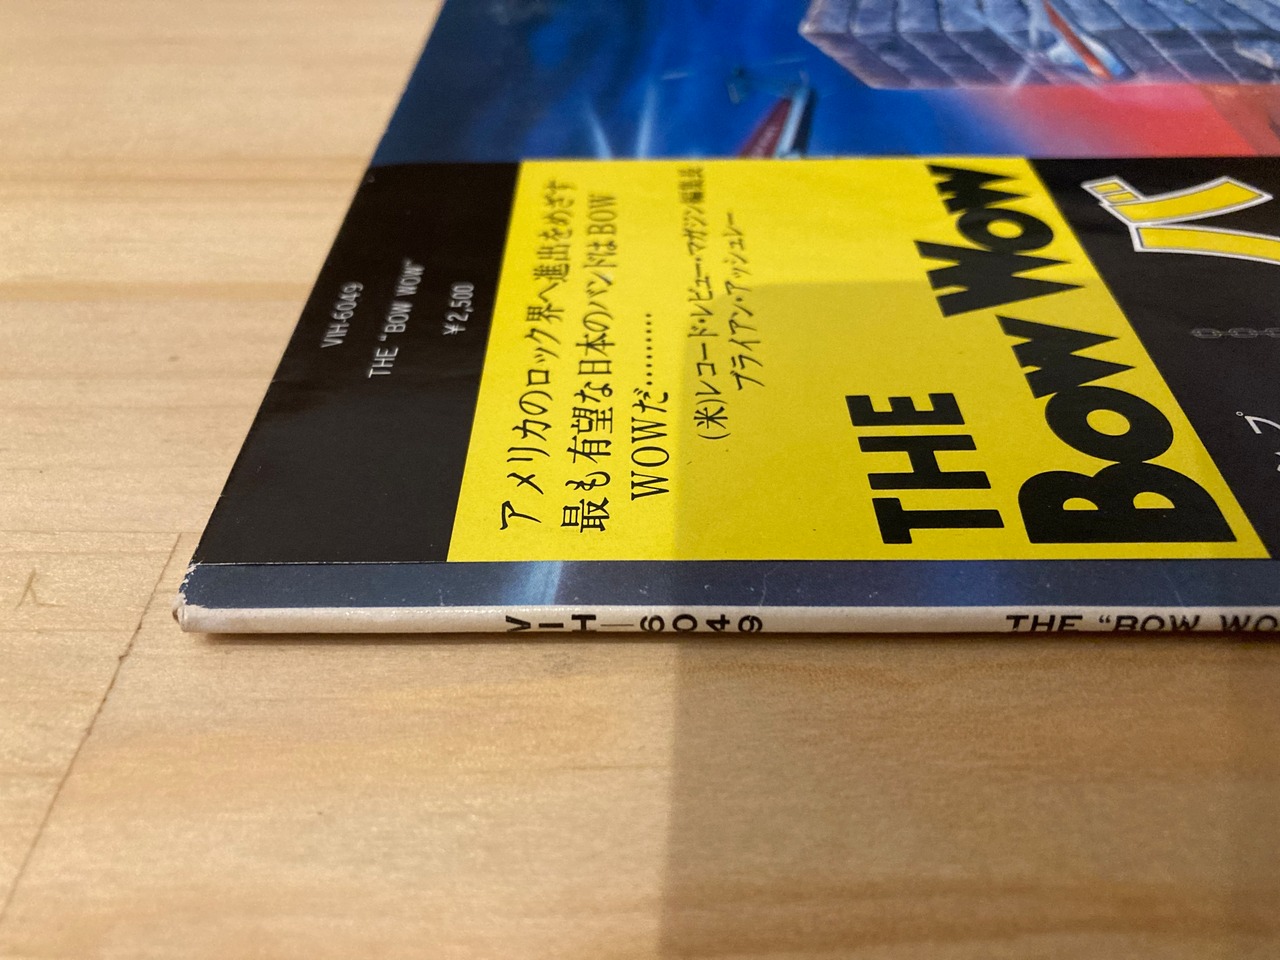 VIH-6049
THE “BOW WOW”
¥2,500
アメリカのロック界へ進出をめざす
最も有望な日本のバンドはBOW
WOWだ………
(米)レコード・レビュー・マガジン編集長
ブライアン・アッシュレー
THE
BOW WOW
バ
プ
VIH—6049
THE “BOW WO